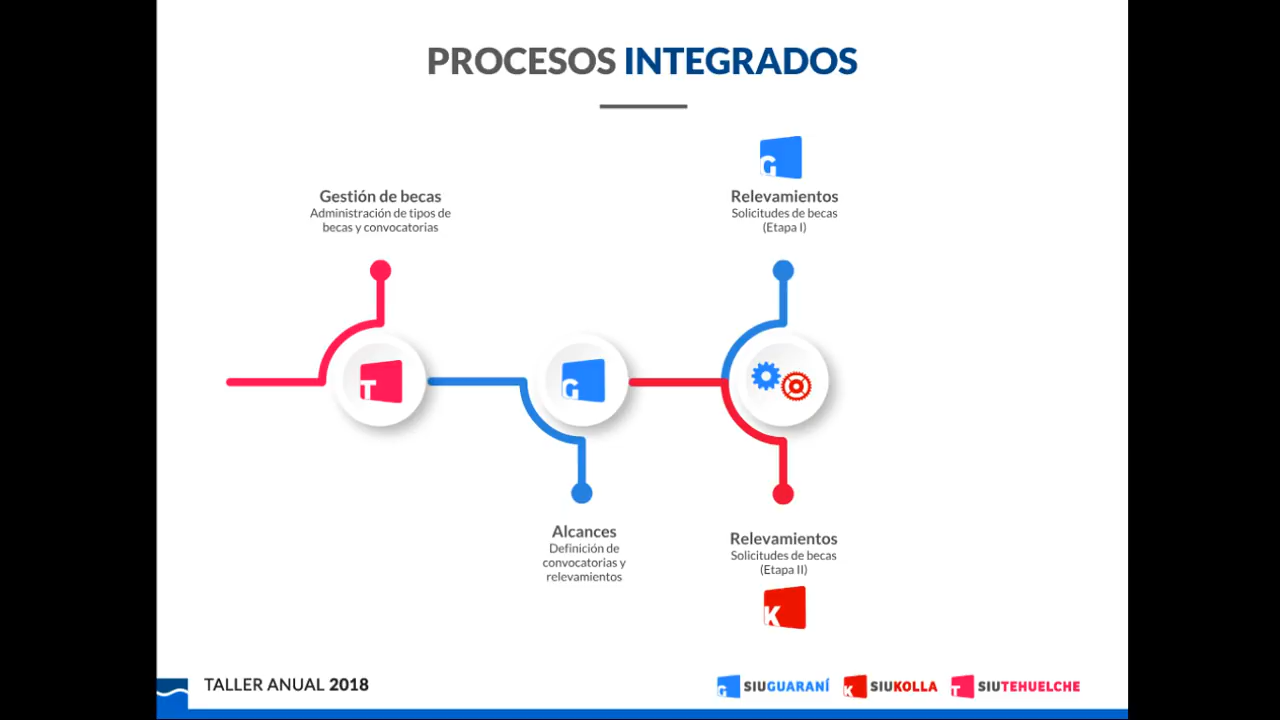 PROCESOS INTEGRADOS
G
Gestión de becas
Administración de tipos de
becas y convocatorias
Relevamientos
Solicitudes de becas
(Etapa I)
T
G
Alcances
Definición de
convocatorias y
relevamientos
Relevamientos
Solicitudes de becas
(Etapa II)
K
TALLER ANUAL 2018
G SIUGUARANÍ K SIUKOLLA T SIUTEHUELCHE